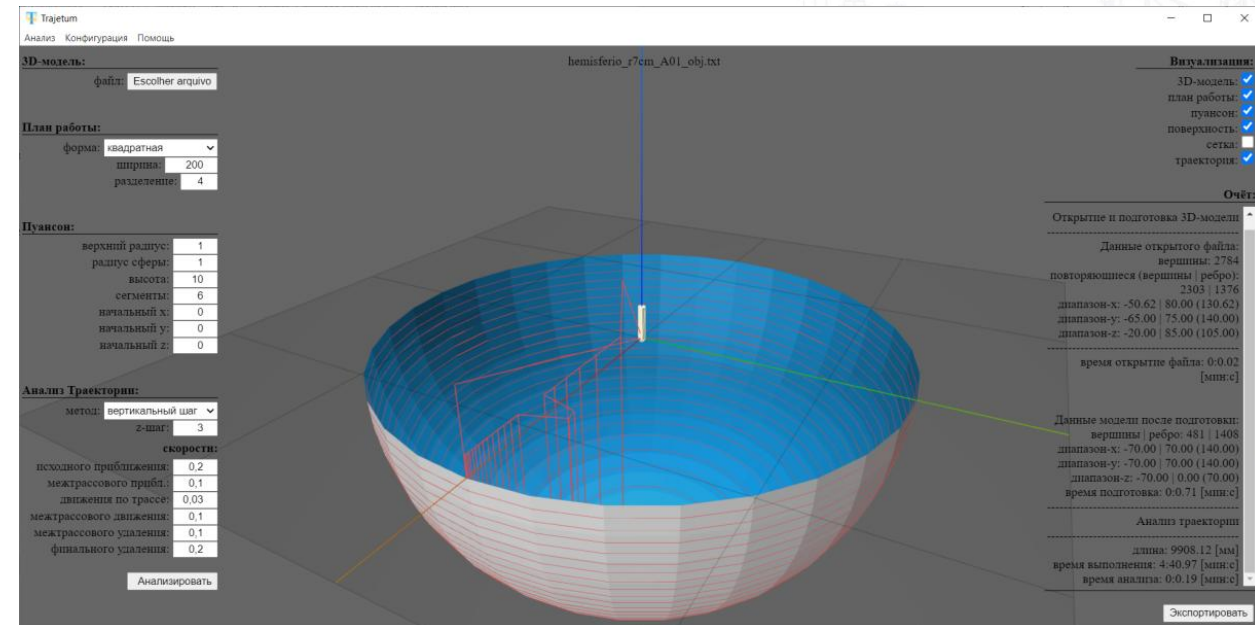 Trajetum
Анализ Конфигурация Помощь
hemisferio_r7cm_A01_obj.txt
3D-модель:
файл: Escolher arquivo
План работы:
форма: квадратная
ширина: 200
разделение: 4
Пуансон:
верхний радиус: 1
радиус сферы: 1
высота: 10
сегменты: 6
начальный x: 0
начальный y: 0
начальный z: 0
Анализ Траектории:
метод: вертикальный шаг
z-шаг: 3
скорости:
исходного приближения: 0,2
межтрассового прибл.: 0,1
движения по трассе: 0,03
межтрассового движения: 0,1
межтрассового удаления: 0,1
финального удаления: 0,2
Анализировать
Визуализация:
3D-модель:
план работы:
пуансон:
поверхность:
сетка:
траектория:
Очёт:
Открытие и подготовка 3D-модели
Данные открытого файла:
вершины: 2784
повторяющиеся (вершины | ребро):
2303 | 1376
диапазон-x: -50.62 | 80.00 (130.62)
диапазон-y: -65.00 | 75.00 (140.00)
диапазон-z: -20.00 | 85.00 (105.00)
время открытие файла: 0:0.02
[мин:с]
Данные модели после подготовки:
вершины | ребро: 481 | 1408
диапазон-x: -70.00 | 70.00 (140.00)
диапазон-y: -70.00 | 70.00 (140.00)
диапазон-z: -70.00 | 0.00 (70.00)
время подготовка: 0:0.71 [мин:с]
Анализ траектории
длина: 9908.12 [мм]
время выполнения: 4:40.97 [мин:с]
время анализа: 0:0.19 [мин:с]
Экспортировать